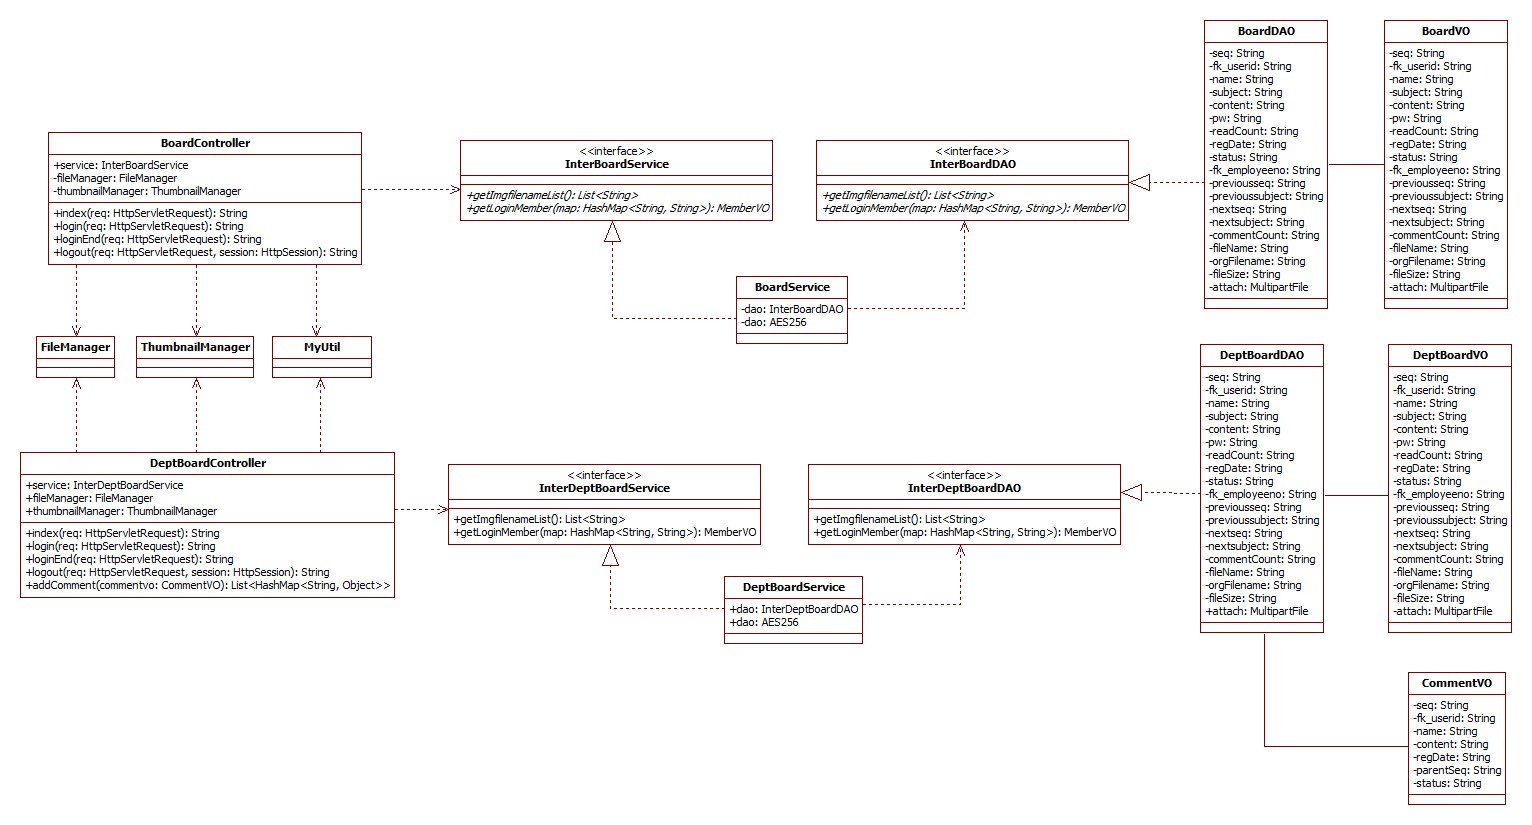 BoardController
+service: InterBoardService
-fileManager: FileManager
-thumbnailManager: ThumbnailManager
+index(req: HttpServletRequest): String
+login(req: HttpServletRequest): String
+loginEnd(req: HttpServletRequest): String
+logout(req: HttpServletRequest, session: HttpSession): String
<<interface>>
InterBoardService
+getImgfilenameList(): List<String>
+getLoginMember(map: HashMap<String, String>): MemberVO
<<interface>>
InterBoardDAO
+getImgfilenameList(): List<String>
+getLoginMember(map: HashMap<String, String>): MemberVO
BoardService
-dao: InterBoardDAO
-dao: AES256
BoardDAO
-seq: String
-fk_userid: String
-name: String
-subject: String
-content: String
-pw: String
-readCount: String
-regDate: String
-status: String
-fk_employeeno: String
-previousseq: String
-previoussubject: String
-nextseq: String
-nextsubject: String
-commentCount: String
-fileName: String
-orgFilename: String
-fileSize: String
-attach: MultipartFile
BoardVO
-seq: String
-fk_userid: String
-name: String
-subject: String
-content: String
-pw: String
-readCount: String
-regDate: String
-status: String
-fk_employeeno: String
-previousseq: String
-previoussubject: String
-nextseq: String
-nextsubject: String
-commentCount: String
-fileName: String
-orgFilename: String
-fileSize: String
-attach: MultipartFile
FileManager
ThumbnailManager
MyUtil
DeptBoardController
+service: InterDeptBoardService
+fileManager: FileManager
+thumbnailManager: ThumbnailManager
+index(req: HttpServletRequest): String
+login(req: HttpServletRequest): String
+loginEnd(req: HttpServletRequest): String
+logout(req: HttpServletRequest, session: HttpSession): String
+addComment(commentvo: CommentVO): List<HashMap<String, Object>>
<<interface>>
InterDeptBoardService
+getImgfilenameList(): List<String>
+getLoginMember(map: HashMap<String, String>): MemberVO
<<interface>>
InterDeptBoardDAO
+getImgfilenameList(): List<String>
+getLoginMember(map: HashMap<String, String>): MemberVO
DeptBoardService
+dao: InterDeptBoardDAO
+dao: AES256
DeptBoardDAO
-seq: String
-fk_userid: String
-name: String
-subject: String
-content: String
-pw: String
-readCount: String
-regDate: String
-status: String
-fk_employeeno: String
-previousseq: String
-previoussubject: String
-nextseq: String
-nextsubject: String
-commentCount: String
-fileName: String
-orgFilename: String
-fileSize: String
+attach: MultipartFile
DeptBoardVO
-seq: String
-fk_userid: String
-name: String
-subject: String
-content: String
-pw: String
-readCount: String
-regDate: String
-status: String
-fk_employeeno: String
-previousseq: String
-previoussubject: String
-nextseq: String
-nextsubject: String
-commentCount: String
-fileName: String
-orgFilename: String
-fileSize: String
-attach: MultipartFile
CommentVO
-seq: String
-fk_userid: String
-name: String
-content: String
-regDate: String
-parentSeq: String
-status: String